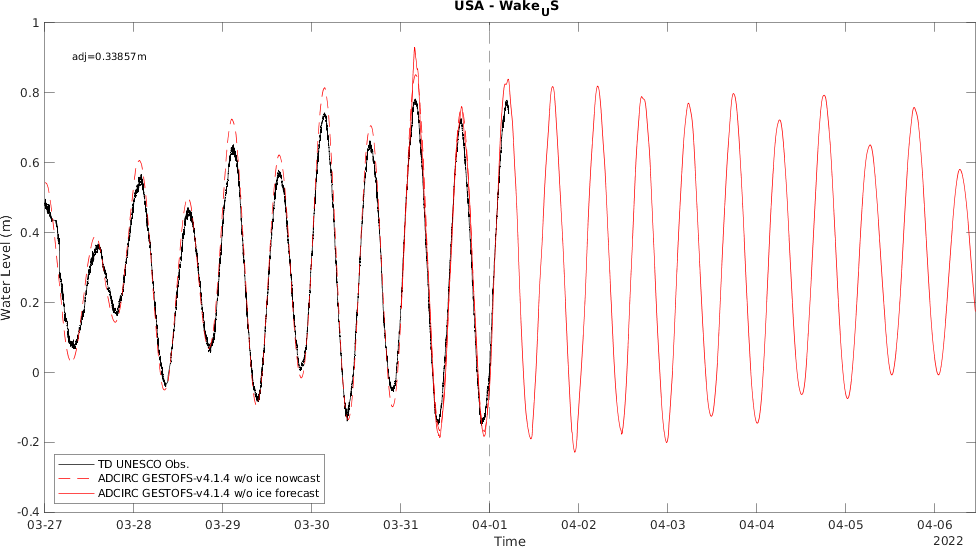 USA - Wake_US
adj=0.33857m
1
0.8
0.6
0.4
0.2
0
-0.2
-0.4
Water Level (m)
TD UNESCO Obs.
ADCIRC GESTOFS-v4.1.4 w/o ice nowcast
ADCIRC GESTOFS-v4.1.4 w/o ice forecast
03-27 03-28 03-29 03-30 03-31 04-01 04-02 04-03 04-04 04-05 04-06
Time
2022